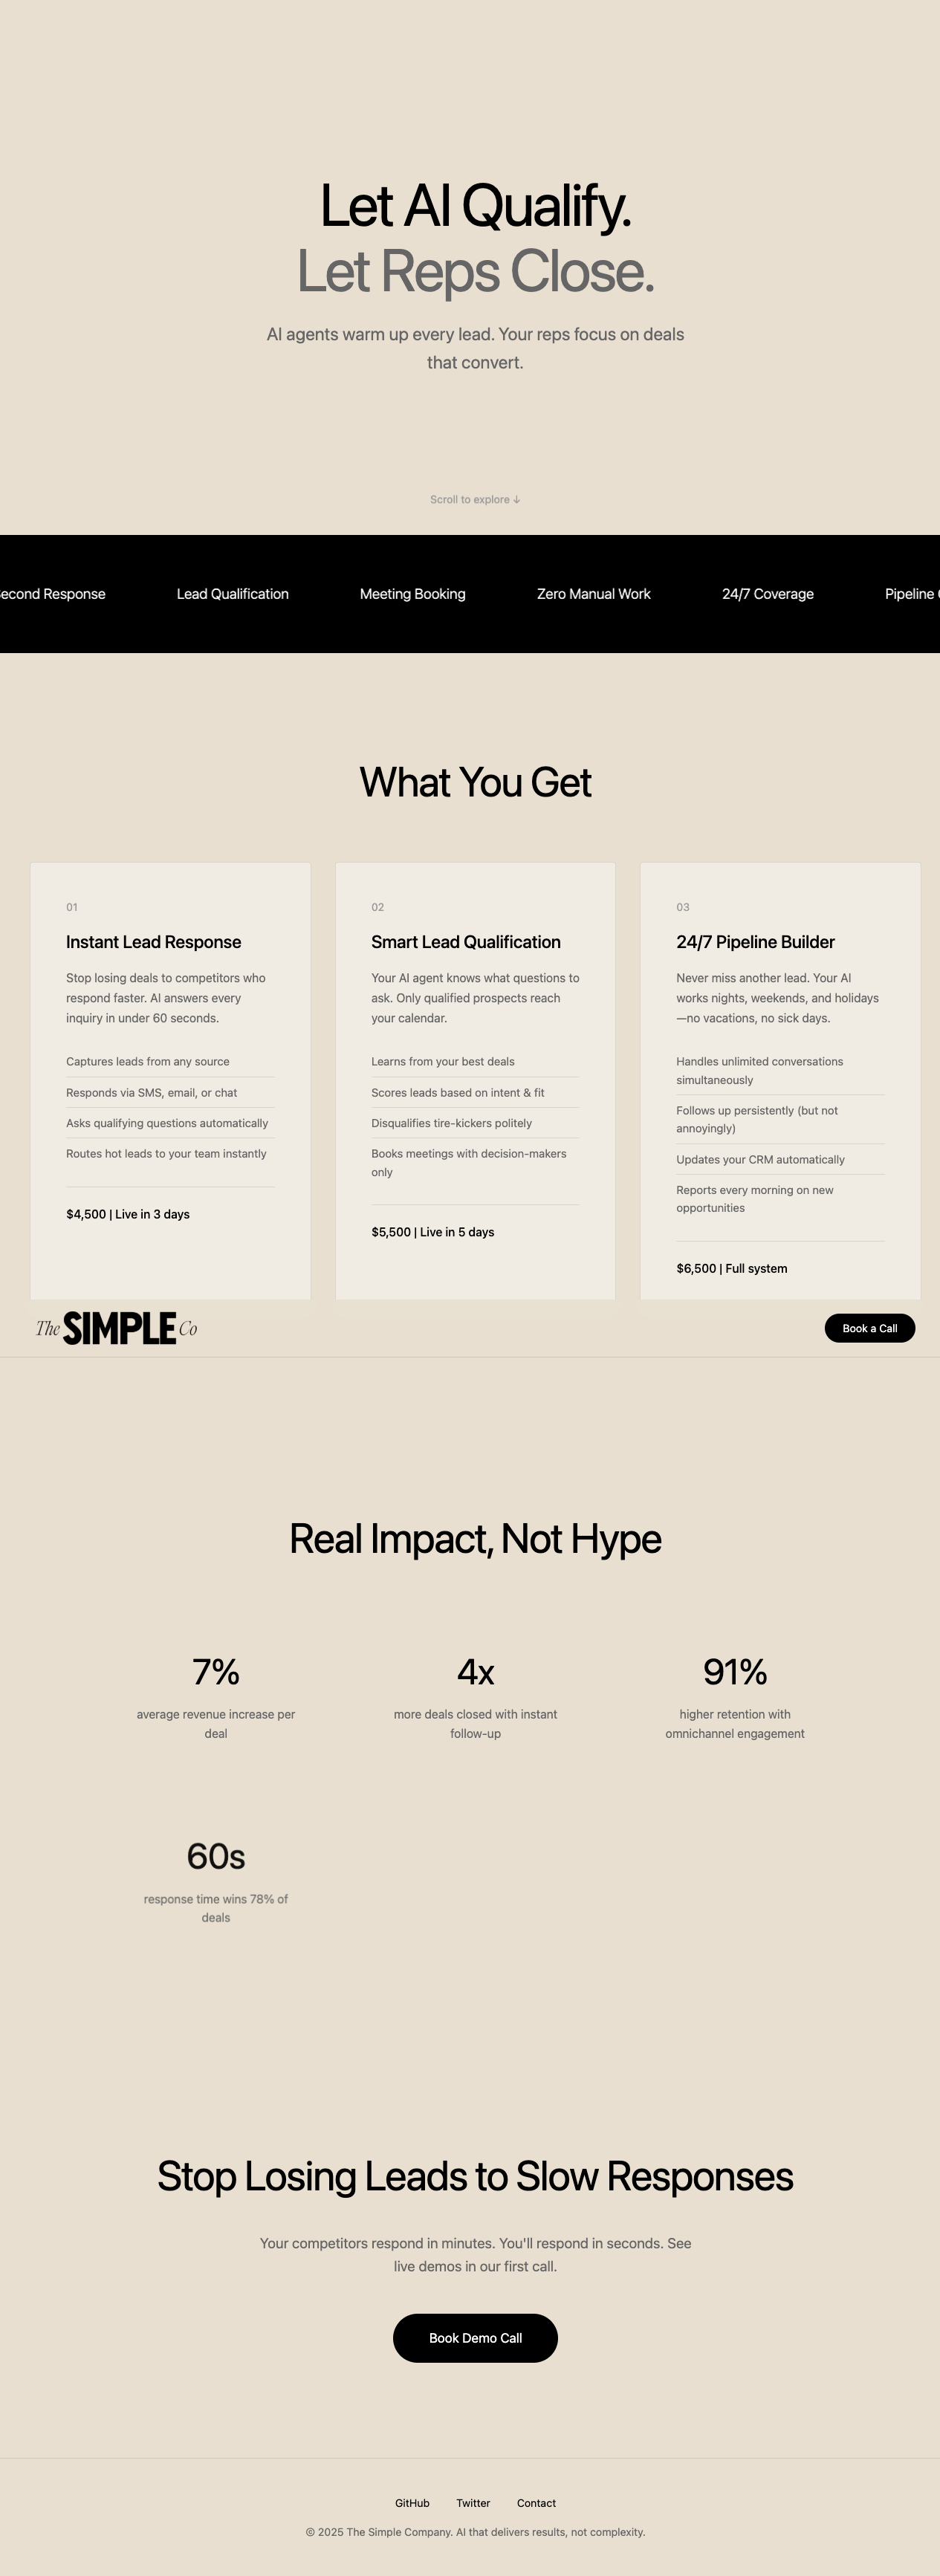 Let AI Qualify.
Let Reps Close.
AI agents warm up every lead. Your reps focus on deals
that convert.
Scroll to explore ↓
Response
Lead Qualification
Meeting Booking
Zero Manual Work
24/7 Coverage
Pipeline
What You Get
01
Instant Lead Response
Stop losing deals to competitors who
respond faster. AI answers every
inquiry in under 60 seconds.
Captures leads from any source
Responds via SMS, email, or chat
Asks qualifying questions automatically
Routes hot leads to your team instantly
$4,500 | Live in 3 days
02
Smart Lead Qualification
Your AI agent knows what questions to
ask. Only qualified prospects reach
your calendar.
Learns from your best deals
Scores leads based on intent & fit
Disqualifies tire-kickers politely
Books meetings with decision-makers
only
$5,500 | Live in 5 days
03
24/7 Pipeline Builder
Never miss another lead. Your AI
works nights, weekends, and holidays
—no vacations, no sick days.
Handles unlimited conversations
simultaneously
Follows up persistently (but not
annoyingly)
Updates your CRM automatically
Reports every morning on new
opportunities
$6,500 | Full system
The SIMPLE Co
Book a Call
Real Impact, Not Hype
7%
average revenue increase per
deal
4x
more deals closed with instant
follow-up
91%
higher retention with
omnichannel engagement
60s
response time wins 78% of
deals
Stop Losing Leads to Slow Responses
Your competitors respond in minutes. You'll respond in seconds. See
live demos in our first call.
Book Demo Call
GitHub
Twitter
Contact
© 2025 The Simple Company. AI that delivers results, not complexity.